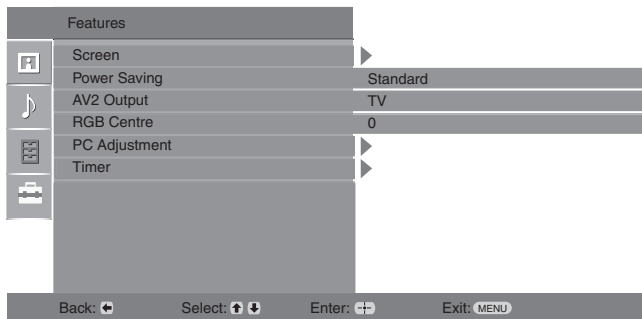 Features
Screen
Power Saving Standard
AV2 Output TV
RGB Centre 0
PC Adjustment
Timer
Back: Select: Enter: Exit: MENU